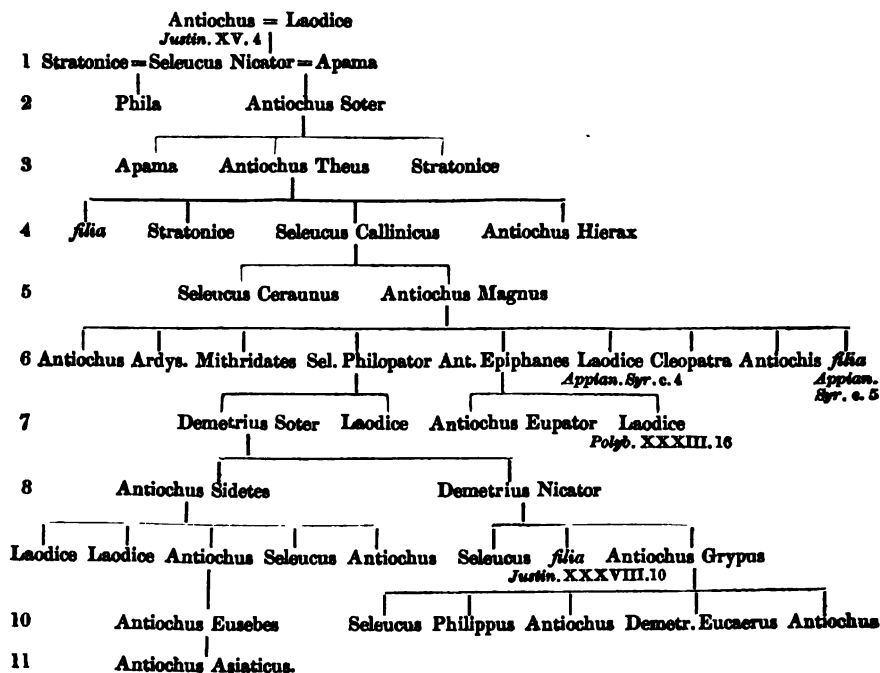 Antiochus = Laodice
Justin. XV. 4
1 Stratonice=Seleucus Nicator=Apama
2 Phila Antiochus Soter
3 Apama Antiochus Theus Stratonice
4 filia Stratonice Seleucus Callinicus Antiochus Hierax
5 Seleucus Ceraunus Antiochus Magnus
6 Antiochus Ardys. Mithridates Sel. Philopator Ant. Epiphanes Laodice Cleopatra Antiochis filia
Appian. Syr. c. 4 Appian.
Syr. c. 5
7 Demetrius Soter Laodice Antiochus Eupator Laodice
Polyb. XXXIII. 16
8 Antiochus Sidetes Demetrius Nicator
Laodice Laodice Antiochus Seleucus Antiochus Seleucus filia Antiochus Grypus
Justin. XXXVIII. 10
10 Antiochus Eusebes Seleucus Philippus Antiochus Demetr. Eucaerus Antiochus
11 Antiochus Asiaticus.